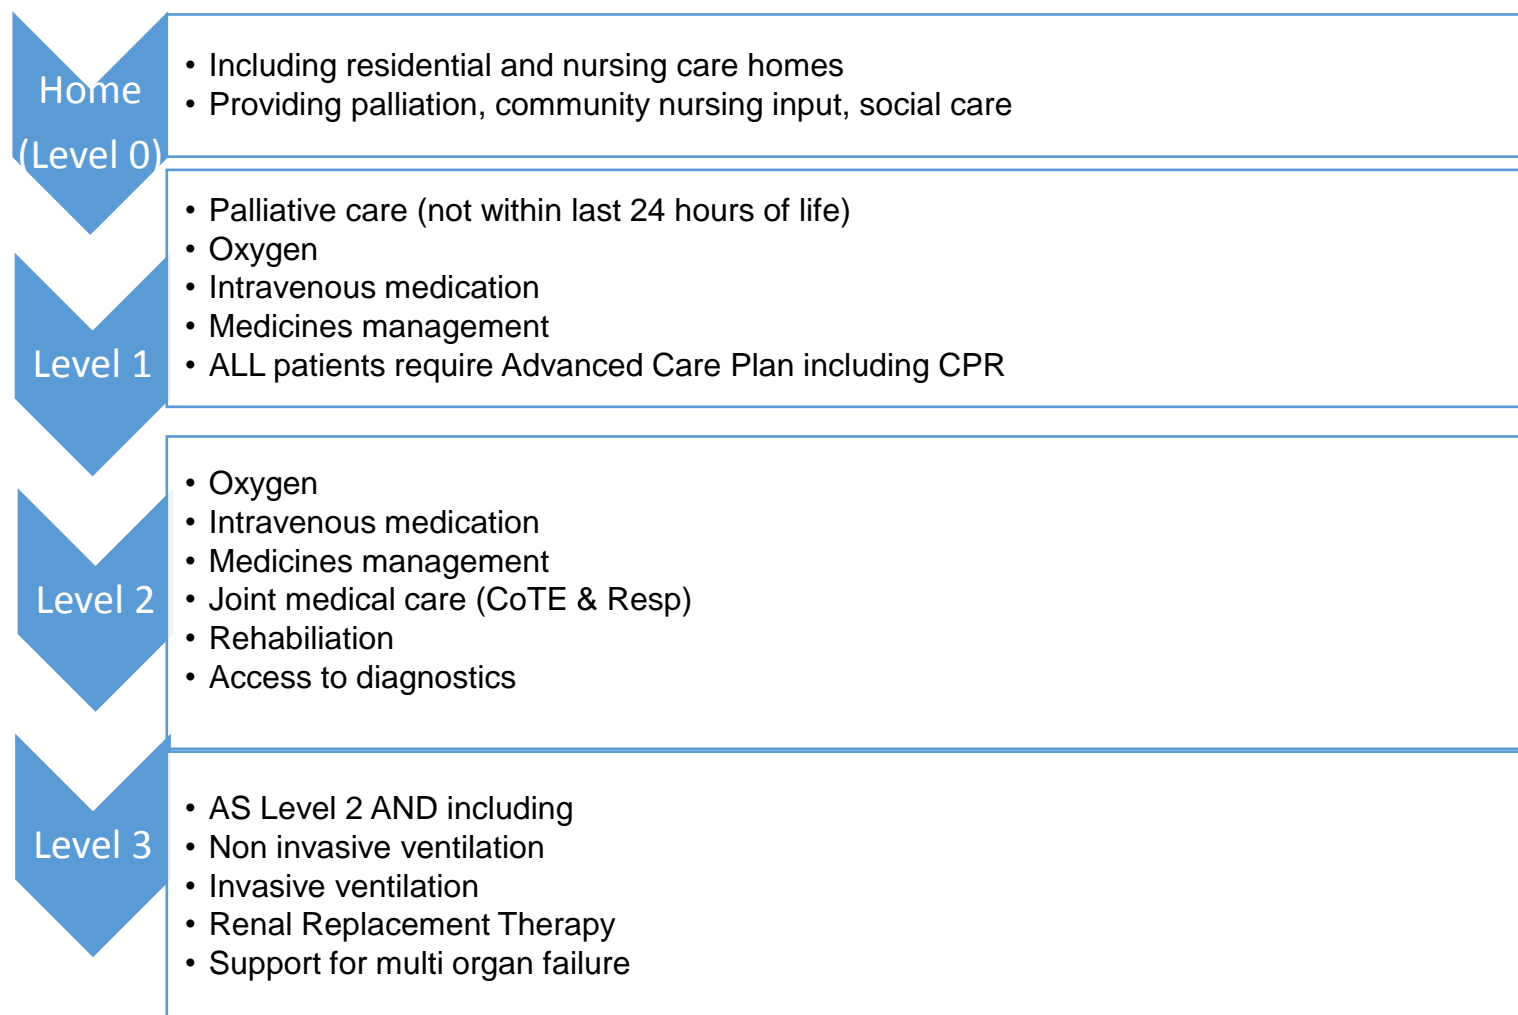 Home
(Level 0)
• Including residential and nursing care homes
• Providing palliation, community nursing input, social care
Level 1
• Palliative care (not within last 24 hours of life)
• Oxygen
• Intravenous medication
• Medicines management
• ALL patients require Advanced Care Plan including CPR
Level 2
• Oxygen
• Intravenous medication
• Medicines management
• Joint medical care (CoTE & Resp)
• Rehabiliation
• Access to diagnostics
Level 3
• AS Level 2 AND including
• Non invasive ventilation
• Invasive ventilation
• Renal Replacement Therapy
• Support for multi organ failure